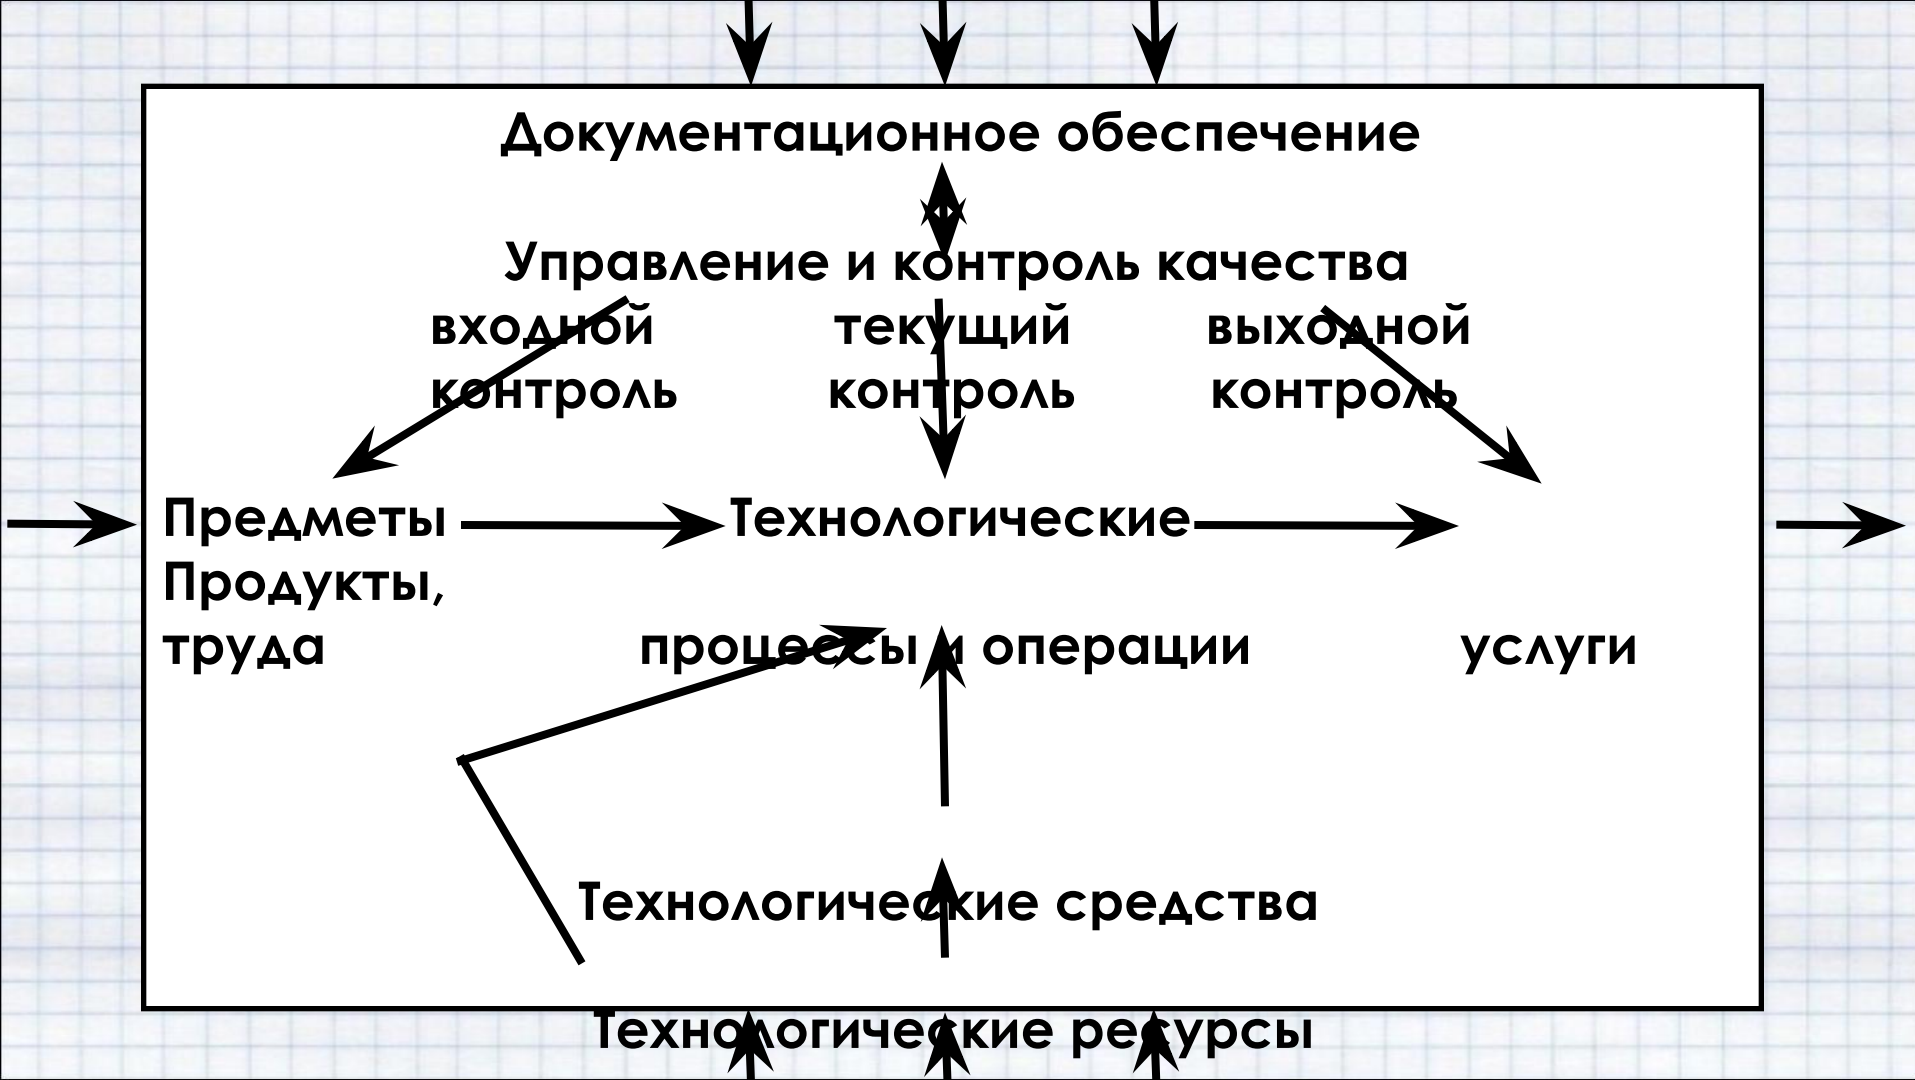 Документационное обеспечение
Управление и контроль качества
входной текущий выходной
контроль контроль контроль
Предметы Технологические
Продукты,
труда процессы и операции услуги
Технологические средства
Технологические ресурсы